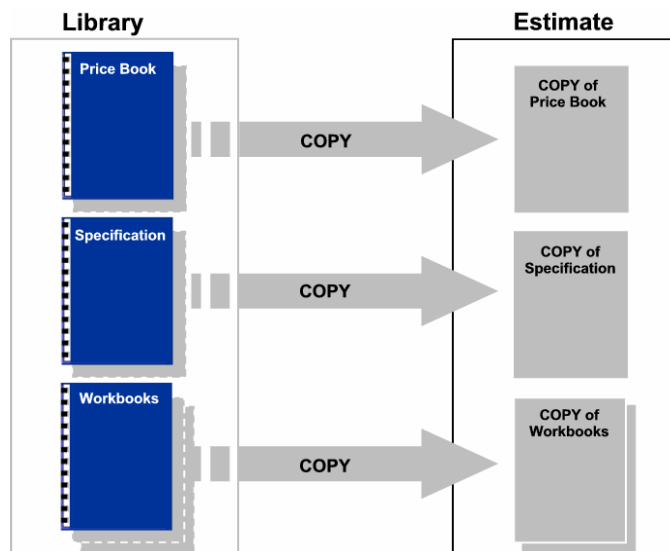 Library
Estimate
Price Book
COPY
COPY of
Price Book
Specification
COPY
COPY of
Specification
Workbooks
COPY
COPY of
Workbooks